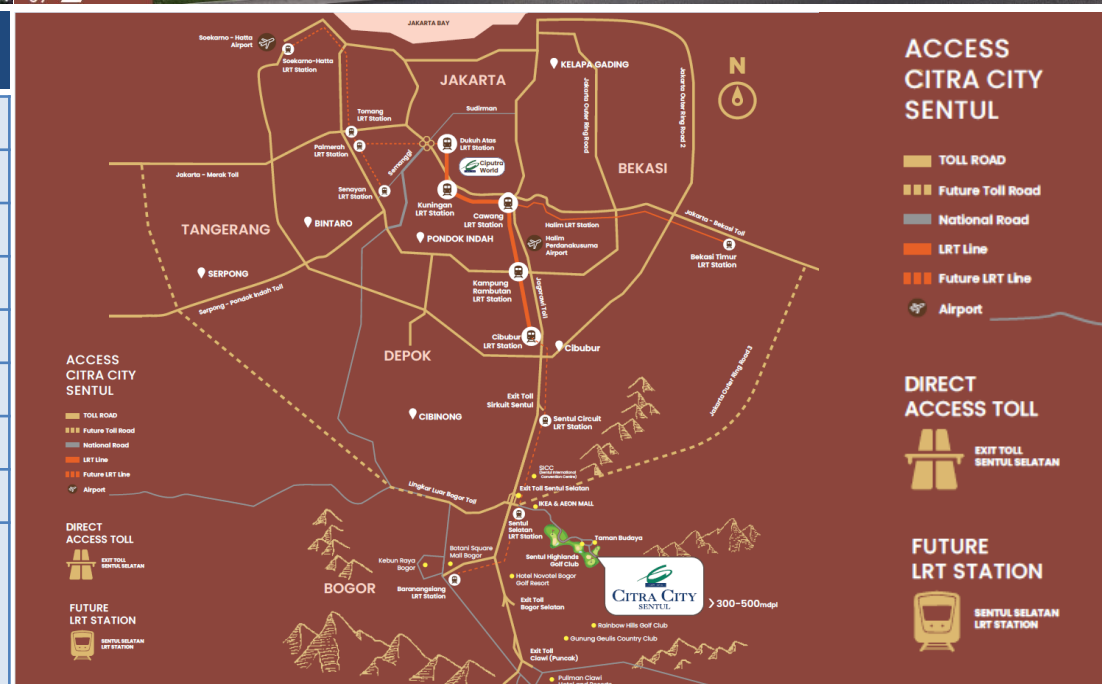 JAKARTA BAY
Soekarno - Hatta
Airport
Soekarno-Hatta
LRT Station
KELAPA GADING
JAKARTA
N
Jakarta Outer Ring Road
Jakarta Outer Ring Road 2
Sudirman
Tomang
LRT Station
Palmerah
LRT Station
Semanggi
Dukuh Atas
LRT Station
Ciputra
World
BEKASI
Jakarta - Merak Toll
Senayan
LRT Station
Kuningan
LRT Station
Cawang
LRT Station
Halim LRT Station
Jakarta - Bekasi Toll
TANGERANG
BINTARO
PONDOK INDAH
Halim
Perdanakusuma
Airport
Bekasi Timur
LRT Station
SERPONG
Serpong - Pondok Indah Toll
Kampung
Rambutan
LRT Station
Jagorawi Toll
Cibubur
LRT Station
Cibubur
DEPOK
Jakarta Outer Ring Road 3
Exit Toll
Sirkuit Sentul
CIBINONG
Sentul Circuit
LRT Station
SICC
(Sentul International
Convention Centre)
Lingkar Luar Bogor Toll
Exit Toll Sentul Selatan
IKEA & AEON MALL
Sentul
Selatan
LRT Station
Taman Budaya
Sentul Highlands
Golf Club
Kebun Raya
Bogor
Botani Square
Mall Bogor
Hotel Novotel Bogor
Golf Resort
BOGOR
Baranangsiang
LRT Station
CITRA CITY
SENTUL
300-500mdpl
Exit Toll
Bogor Selatan
Rainbow Hills Golf Club
Gunung Geulis Country Club
Exit Toll
Ciawi (Puncak)
Pullman Ciawi
ACCESS
CITRA CITY
SENTUL
TOLL ROAD
Future Toll Road
National Road
LRT Line
Future LRT Line
Airport
DIRECT
ACCESS TOLL
EXIT TOLL
SENTUL SELATAN
FUTURE
LRT STATION
SENTUL SELATAN
LRT STATION
ACCESS
CITRA CITY
SENTUL
TOLL ROAD
Future Toll Road
National Road
LRT Line
Future LRT Line
Airport
DIRECT
ACCESS TOLL
EXIT TOLL
SENTUL SELATAN
FUTURE
LRT STATION
SENTUL SELATAN
LRT STATION